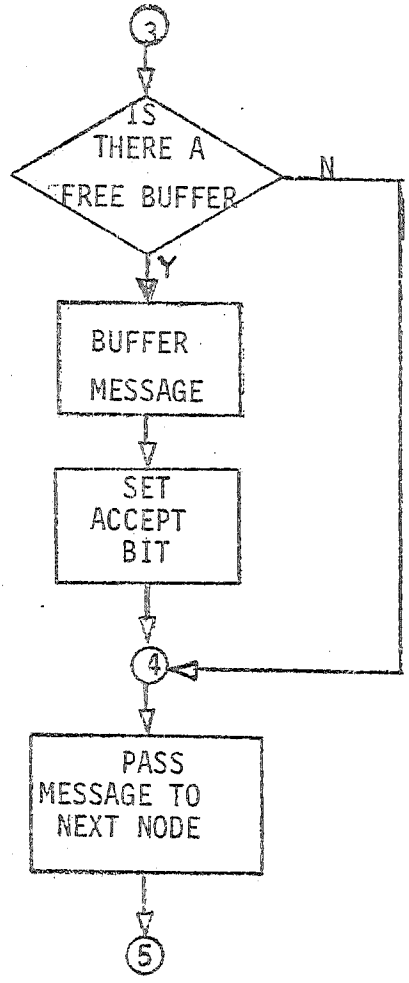 3
IS
THERE A
FREE BUFFER
N
Y
BUFFER
MESSAGE
SET
ACCEPT
BIT
4
PASS
MESSAGE TO
NEXT NODE
5